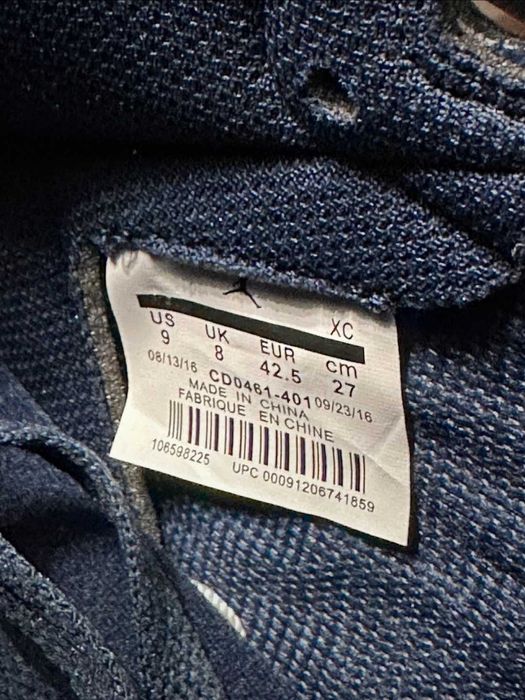 XC
US UK EUR cm
9 8 42.5 27
08/13/16 CD0461-401 09/23/16
MADE IN CHINA
FABRIQUE EN CHINE
106598225 UPC 00091206741859